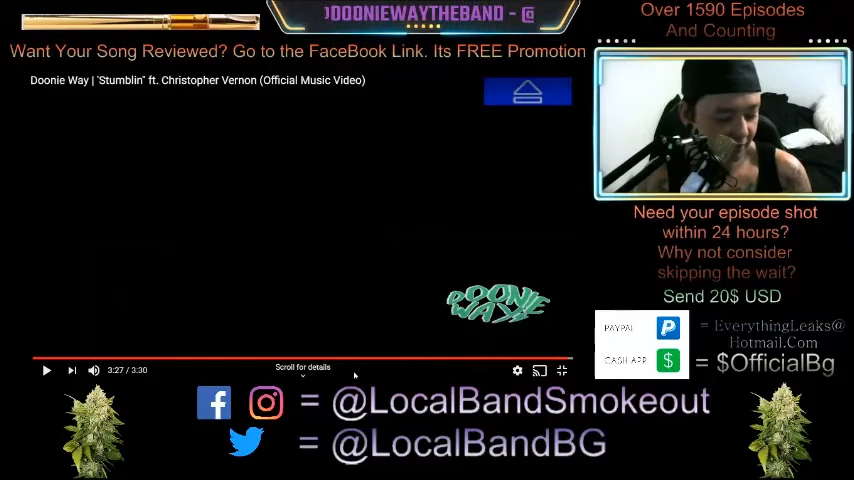 DOONIEWAYTHEBAND - @
Over 1590 Episodes
And Counting
Want Your Song Reviewed? Go to the FaceBook Link. Its FREE Promotion
Doonie Way | "Stumblin" ft. Christopher Vernon (Official Music Video)
DOONIE
WAY
3:27 / 3:30
Scroll for details
Need your episode shot
within 24 hours?
Why not consider
skipping the wait?
Send 20$ USD
PAYPAL
= EverythingLeaks@
Hotmail.Com
CASH APP
= $OfficialBg
= @LocalBandSmokeout
= @LocalBandBG